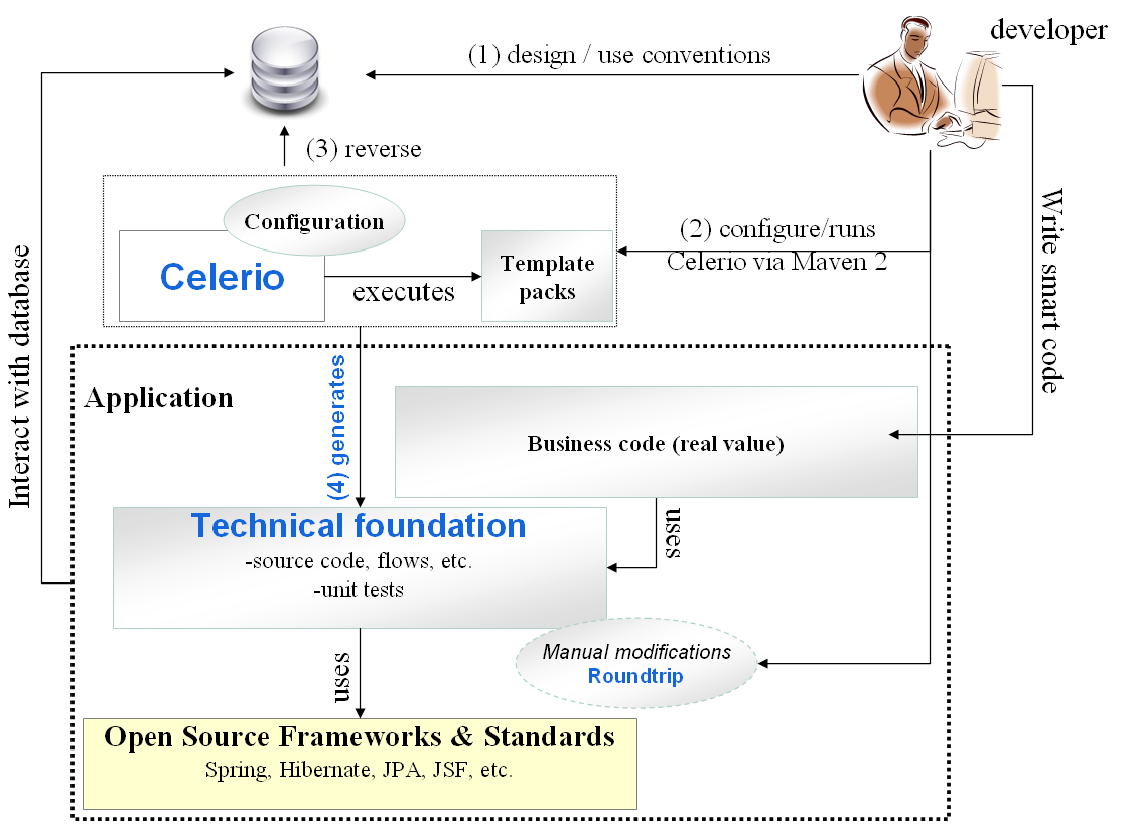 developer
(1) design / use conventions
(3) reverse
Configuration
Celerio
executes
Template
packs
(2) configure/runs
Celerio via Maven 2
Write smart code
Interact with database
Application
(4) generates
Business code (real value)
uses
Technical foundation
-source code, flows, etc.
-unit tests
Manual modifications
Roundtrip
uses
Open Source Frameworks & Standards
Spring, Hibernate, JPA, JSF, etc.